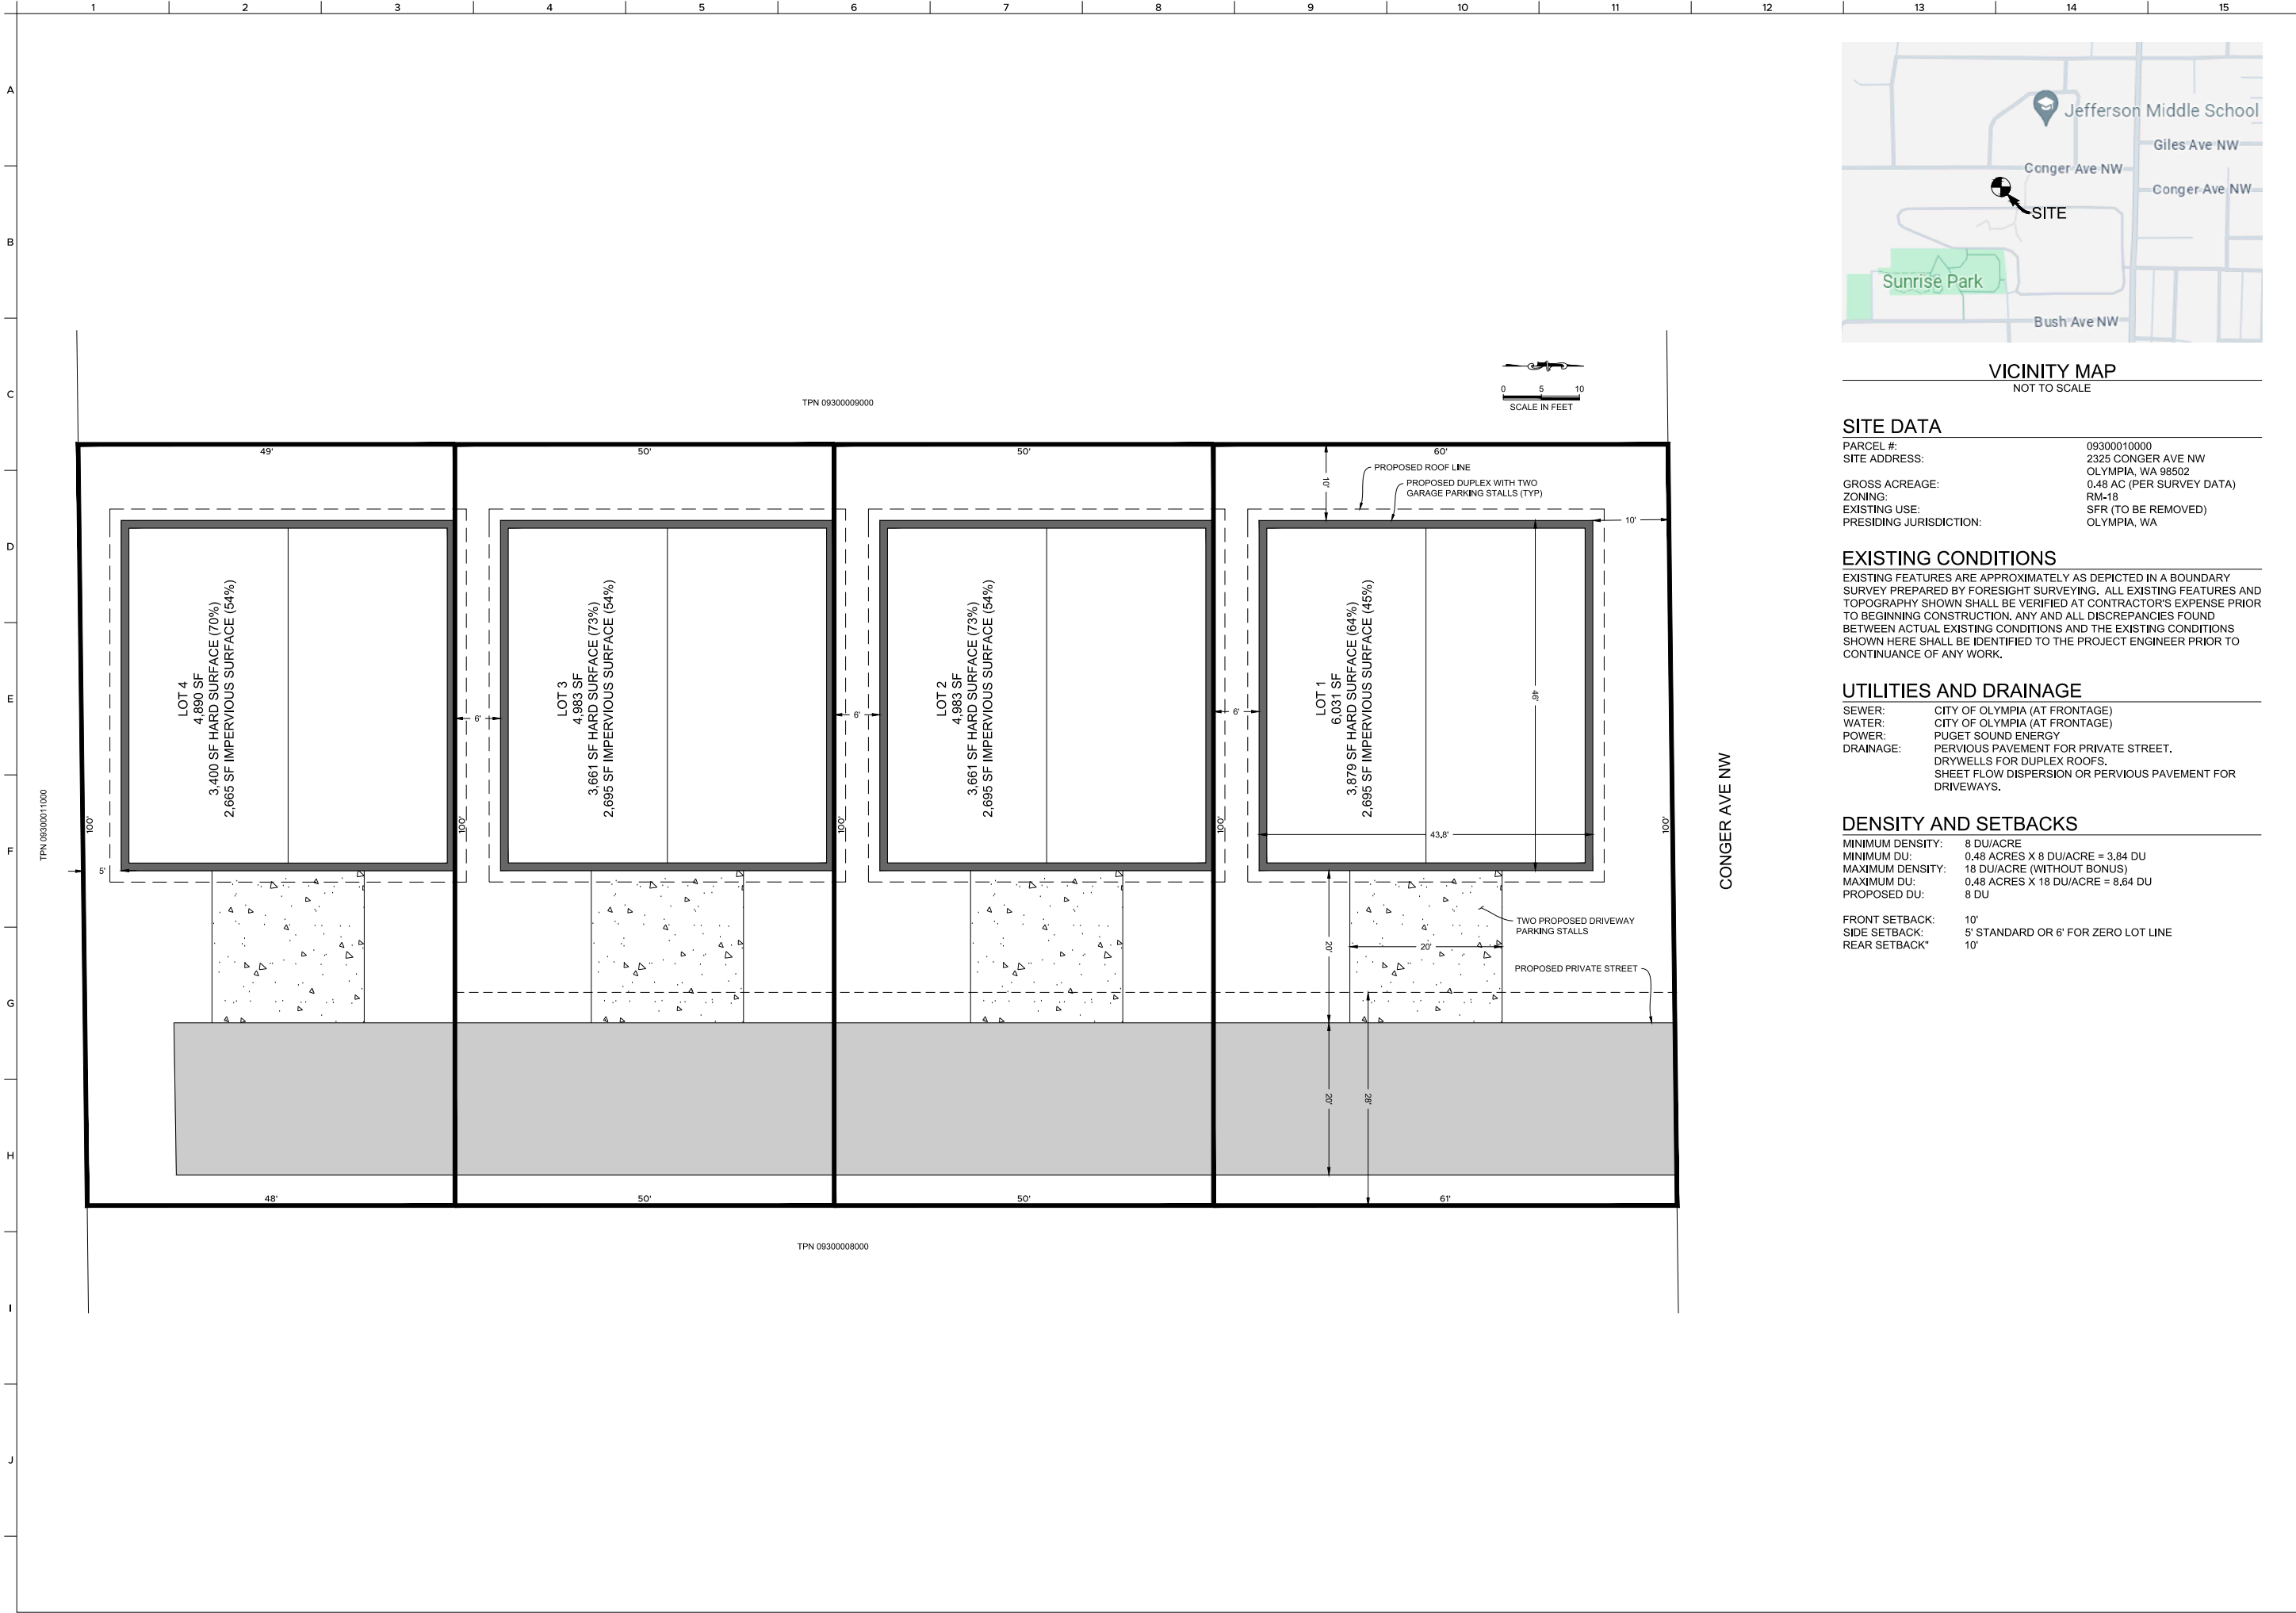 1 2 3 4 5 6 7 8 9 10 11 12 13 14 15
A
B
C
D
E
F
G
H
I
J
Jefferson Middle School
Giles Ave NW
Conger Ave NW
Conger Ave NW
SITE
Sunrise Park
Bush Ave NW
VICINITY MAP
NOT TO SCALE
0 5 10
SCALE IN FEET
TPN 09300009000
49'
50'
50'
60'
PROPOSED ROOF LINE
PROPOSED DUPLEX WITH TWO
GARAGE PARKING STALLS (TYP)
10'
10'
LOT 4
4,890 SF
3,400 SF HARD SURFACE (70%)
2,665 SF IMPERVIOUS SURFACE (54%)
LOT 3
4,983 SF
3,661 SF HARD SURFACE (73%)
2,695 SF IMPERVIOUS SURFACE (54%)
LOT 2
4,983 SF
3,661 SF HARD SURFACE (73%)
2,695 SF IMPERVIOUS SURFACE (54%)
LOT 1
6,031 SF
3,879 SF HARD SURFACE (64%)
2,695 SF IMPERVIOUS SURFACE (45%)
46'
6'
6'
6'
TPN 09300011000
100'
100'
100'
100'
100'
43.8'
5'
CONGER AVE NW
TWO PROPOSED DRIVEWAY
PARKING STALLS
20'
20'
PROPOSED PRIVATE STREET
20'
28'
48'
50'
50'
61'
TPN 09300008000
SITE DATA
PARCEL #: 09300010000
SITE ADDRESS: 2325 CONGER AVE NW
OLYMPIA, WA 98502
GROSS ACREAGE: 0.48 AC (PER SURVEY DATA)
ZONING: RM-18
EXISTING USE: SFR (TO BE REMOVED)
PRESIDING JURISDICTION: OLYMPIA, WA
EXISTING CONDITIONS
EXISTING FEATURES ARE APPROXIMATELY AS DEPICTED IN A BOUNDARY
SURVEY PREPARED BY FORESIGHT SURVEYING. ALL EXISTING FEATURES AND
TOPOGRAPHY SHOWN SHALL BE VERIFIED AT CONTRACTOR'S EXPENSE PRIOR
TO BEGINNING CONSTRUCTION. ANY AND ALL DISCREPANCIES FOUND
BETWEEN ACTUAL EXISTING CONDITIONS AND THE EXISTING CONDITIONS
SHOWN HERE SHALL BE IDENTIFIED TO THE PROJECT ENGINEER PRIOR TO
CONTINUANCE OF ANY WORK.
UTILITIES AND DRAINAGE
SEWER: CITY OF OLYMPIA (AT FRONTAGE)
WATER: CITY OF OLYMPIA (AT FRONTAGE)
POWER: PUGET SOUND ENERGY
DRAINAGE: PERVIOUS PAVEMENT FOR PRIVATE STREET.
DRYWELLS FOR DUPLEX ROOFS.
SHEET FLOW DISPERSION OR PERVIOUS PAVEMENT FOR
DRIVEWAYS.
DENSITY AND SETBACKS
MINIMUM DENSITY: 8 DU/ACRE
MINIMUM DU: 0.48 ACRES X 8 DU/ACRE = 3.84 DU
MAXIMUM DENSITY: 18 DU/ACRE (WITHOUT BONUS)
MAXIMUM DU: 0.48 ACRES X 18 DU/ACRE = 8.64 DU
PROPOSED DU: 8 DU
FRONT SETBACK: 10'
SIDE SETBACK: 5' STANDARD OR 6' FOR ZERO LOT LINE
REAR SETBACK" 10'